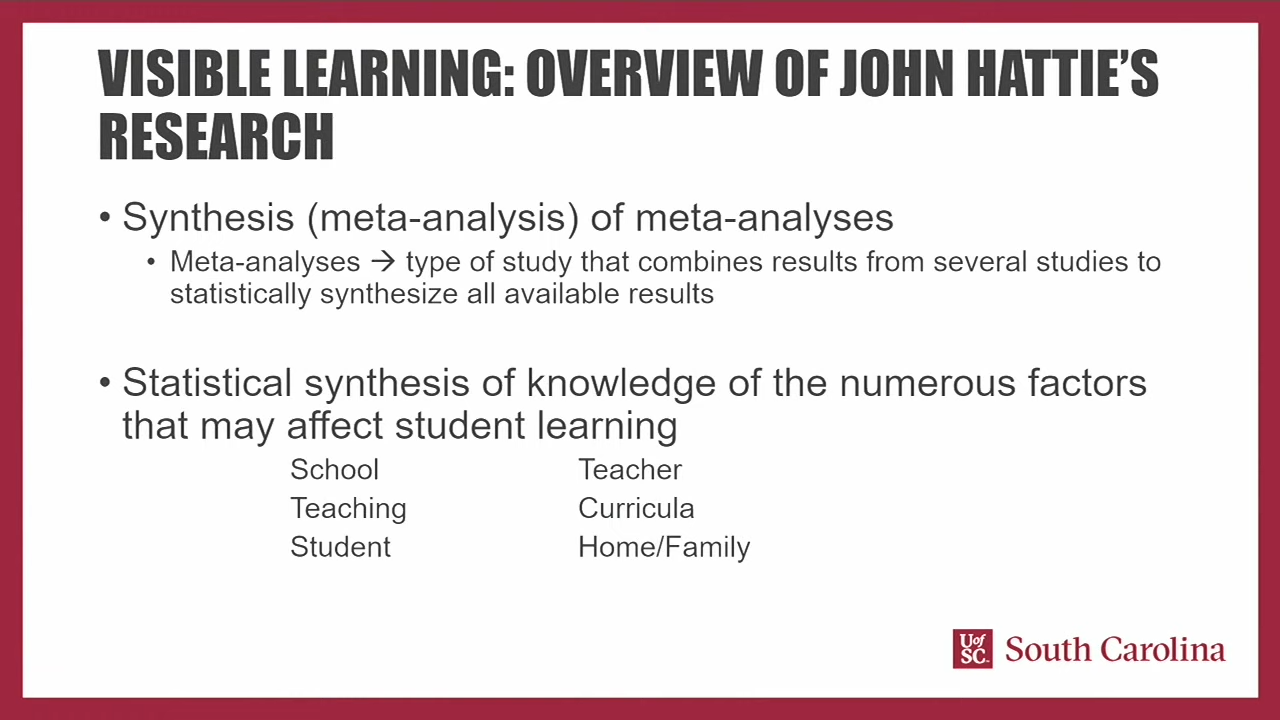 VISIBLE LEARNING: OVERVIEW OF JOHN HATTIE'S
RESEARCH
• Synthesis (meta-analysis) of meta-analyses
• Meta-analyses → type of study that combines results from several studies to
statistically synthesize all available results
• Statistical synthesis of knowledge of the numerous factors
that may affect student learning
School Teacher
Teaching Curricula
Student Home/Family
Uof
SC. South Carolina